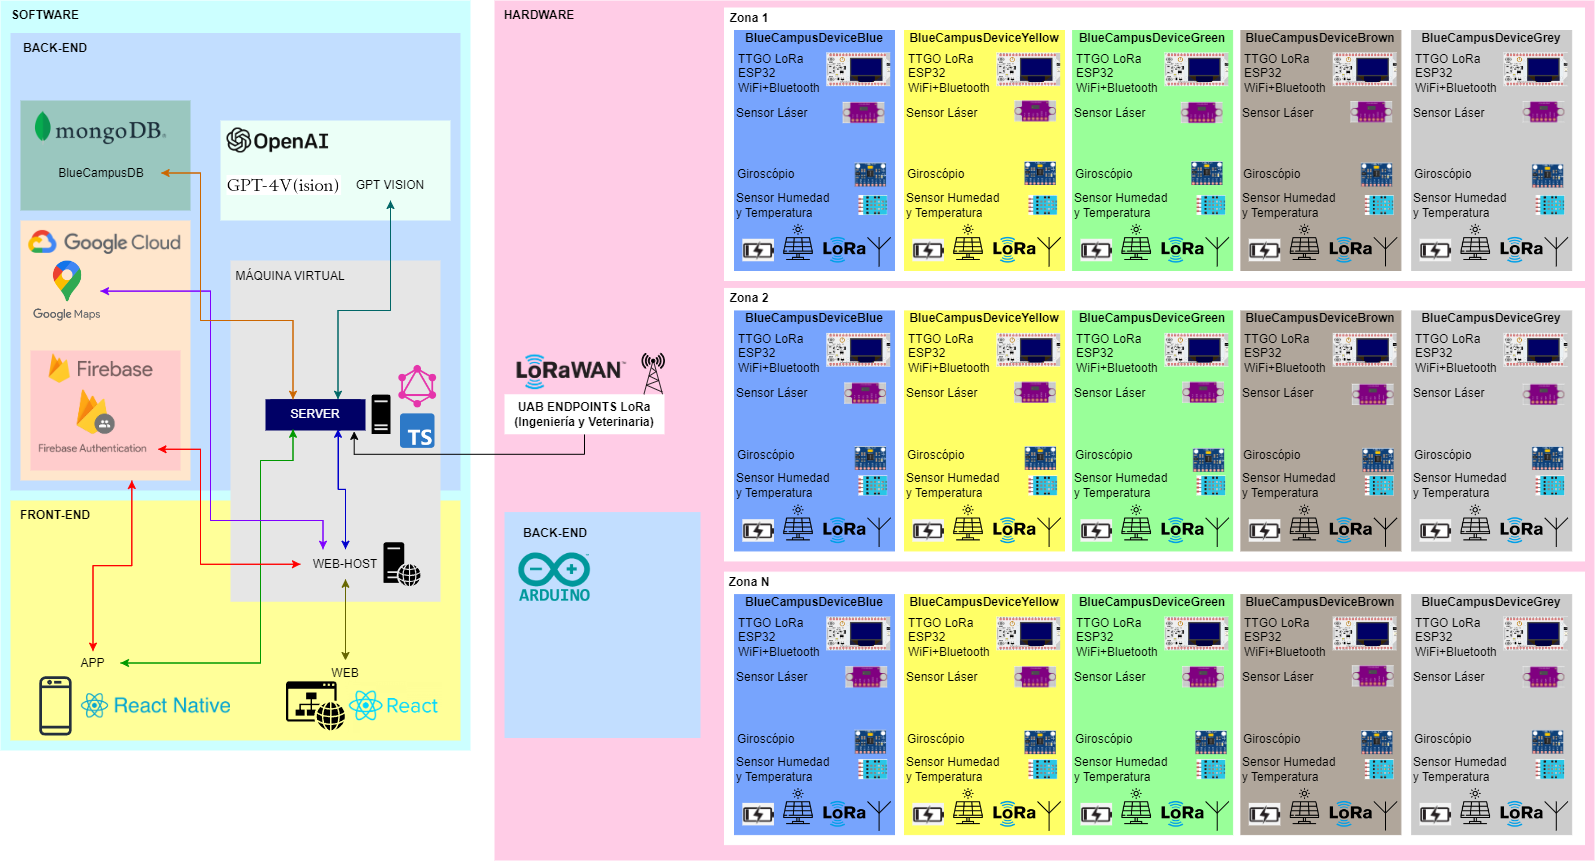 SOFTWARE
BACK-END
mongoDB.
BlueCampusDB
OpenAI
GPT-4V(ision)
GPT VISION
Google Cloud
Google Maps
Firebase
Firebase Authentication
MÁQUINA VIRTUAL
SERVER
TS
WEB-HOST
FRONT-END
APP
React Native
WEB
React
HARDWARE
LoRaWAN™
UAB ENDPOINTS LoRa
(Ingeniería y Veterinaria)
BACK-END
ARDUINO
Zona 1
BlueCampusDeviceBlue
TTGO LoRa
ESP32
WiFi+Bluetooth
Sensor Láser
Giroscópio
Sensor Humedad
y Temperatura
LoRa
BlueCampusDeviceYellow
TTGO LoRa
ESP32
WiFi+Bluetooth
Sensor Láser
Giroscópio
Sensor Humedad
y Temperatura
LoRa
BlueCampusDeviceGreen
TTGO LoRa
ESP32
WiFi+Bluetooth
Sensor Láser
Giroscópio
Sensor Humedad
y Temperatura
LoRa
BlueCampusDeviceBrown
TTGO LoRa
ESP32
WiFi+Bluetooth
Sensor Láser
Giroscópio
Sensor Humedad
y Temperatura
LoRa
BlueCampusDeviceGrey
TTGO LoRa
ESP32
WiFi+Bluetooth
Sensor Láser
Giroscópio
Sensor Humedad
y Temperatura
LoRa
Zona 2
BlueCampusDeviceBlue
TTGO LoRa
ESP32
WiFi+Bluetooth
Sensor Láser
Giroscópio
Sensor Humedad
y Temperatura
LoRa
BlueCampusDeviceYellow
TTGO LoRa
ESP32
WiFi+Bluetooth
Sensor Láser
Giroscópio
Sensor Humedad
y Temperatura
LoRa
BlueCampusDeviceGreen
TTGO LoRa
ESP32
WiFi+Bluetooth
Sensor Láser
Giroscópio
Sensor Humedad
y Temperatura
LoRa
BlueCampusDeviceBrown
TTGO LoRa
ESP32
WiFi+Bluetooth
Sensor Láser
Giroscópio
Sensor Humedad
y Temperatura
LoRa
BlueCampusDeviceGrey
TTGO LoRa
ESP32
WiFi+Bluetooth
Sensor Láser
Giroscópio
Sensor Humedad
y Temperatura
LoRa
Zona N
BlueCampusDeviceBlue
TTGO LoRa
ESP32
WiFi+Bluetooth
Sensor Láser
Giroscópio
Sensor Humedad
y Temperatura
LoRa
BlueCampusDeviceYellow
TTGO LoRa
ESP32
WiFi+Bluetooth
Sensor Láser
Giroscópio
Sensor Humedad
y Temperatura
LoRa
BlueCampusDeviceGreen
TTGO LoRa
ESP32
WiFi+Bluetooth
Sensor Láser
Giroscópio
Sensor Humedad
y Temperatura
LoRa
BlueCampusDeviceBrown
TTGO LoRa
ESP32
WiFi+Bluetooth
Sensor Láser
Giroscópio
Sensor Humedad
y Temperatura
LoRa
BlueCampusDeviceGrey
TTGO LoRa
ESP32
WiFi+Bluetooth
Sensor Láser
Giroscópio
Sensor Humedad
y Temperatura
LoRa